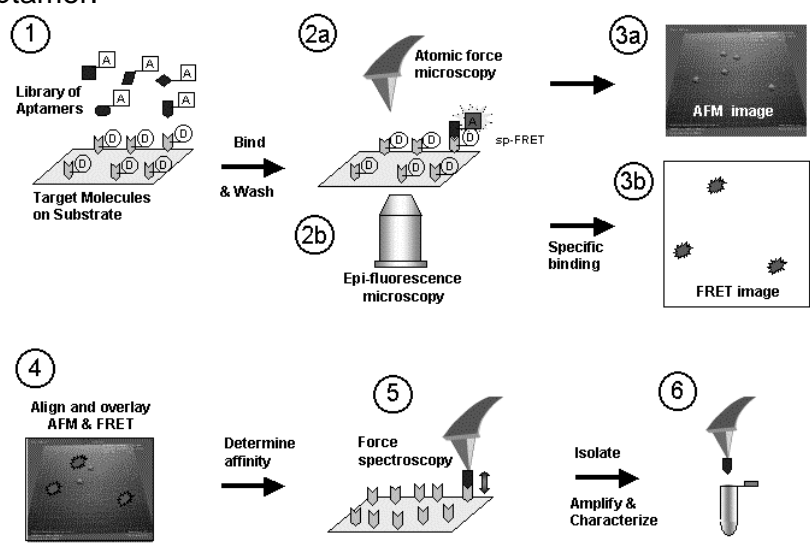 1
2a
3a
A
A
A
Library of
Aptamers
A
A
Atomic force
microscopy
AFM image
D D D
A
D D D
sp-FRET
Bind
& Wash
D D D
D D D
3b
Target Molecules
on Substrate
2b
Specific
binding
Epi-fluorescence
microscopy
FRET image
4
5
6
Align and overlay
AFM & FRET
Determine
affinity
Force
spectroscopy
Isolate
Amplify &
Characterize